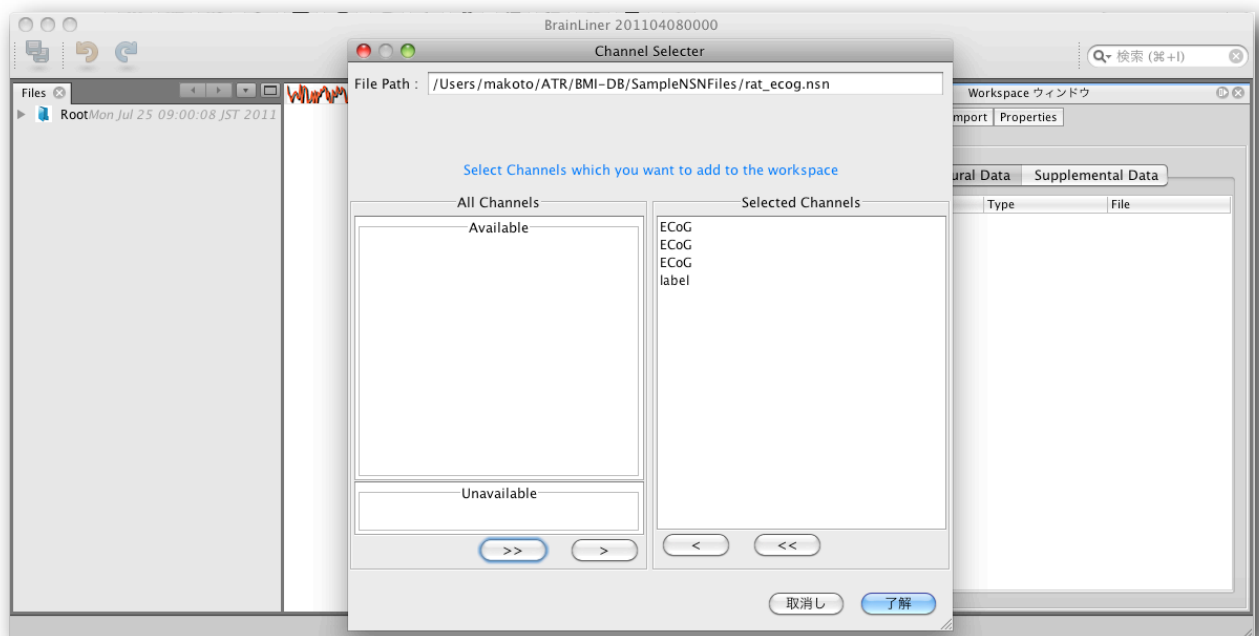 BrainLiner 201104080000
Channel Selecter
検索 (⌘+I)
File Path : /Users/makoto/ATR/BMI-DB/SampleNSNFiles/rat_ecog.nsn
Files
Root Mon Jul 25 09:00:08 JST 2011
Workspace ウィンドウ
mport Properties
Select Channels which you want to add to the workspace
ural Data Supplemental Data
All Channels
Selected Channels
Type File
Available
ECoG
ECoG
ECoG
label
Unavailable
>> >
< <<
取消し 了解